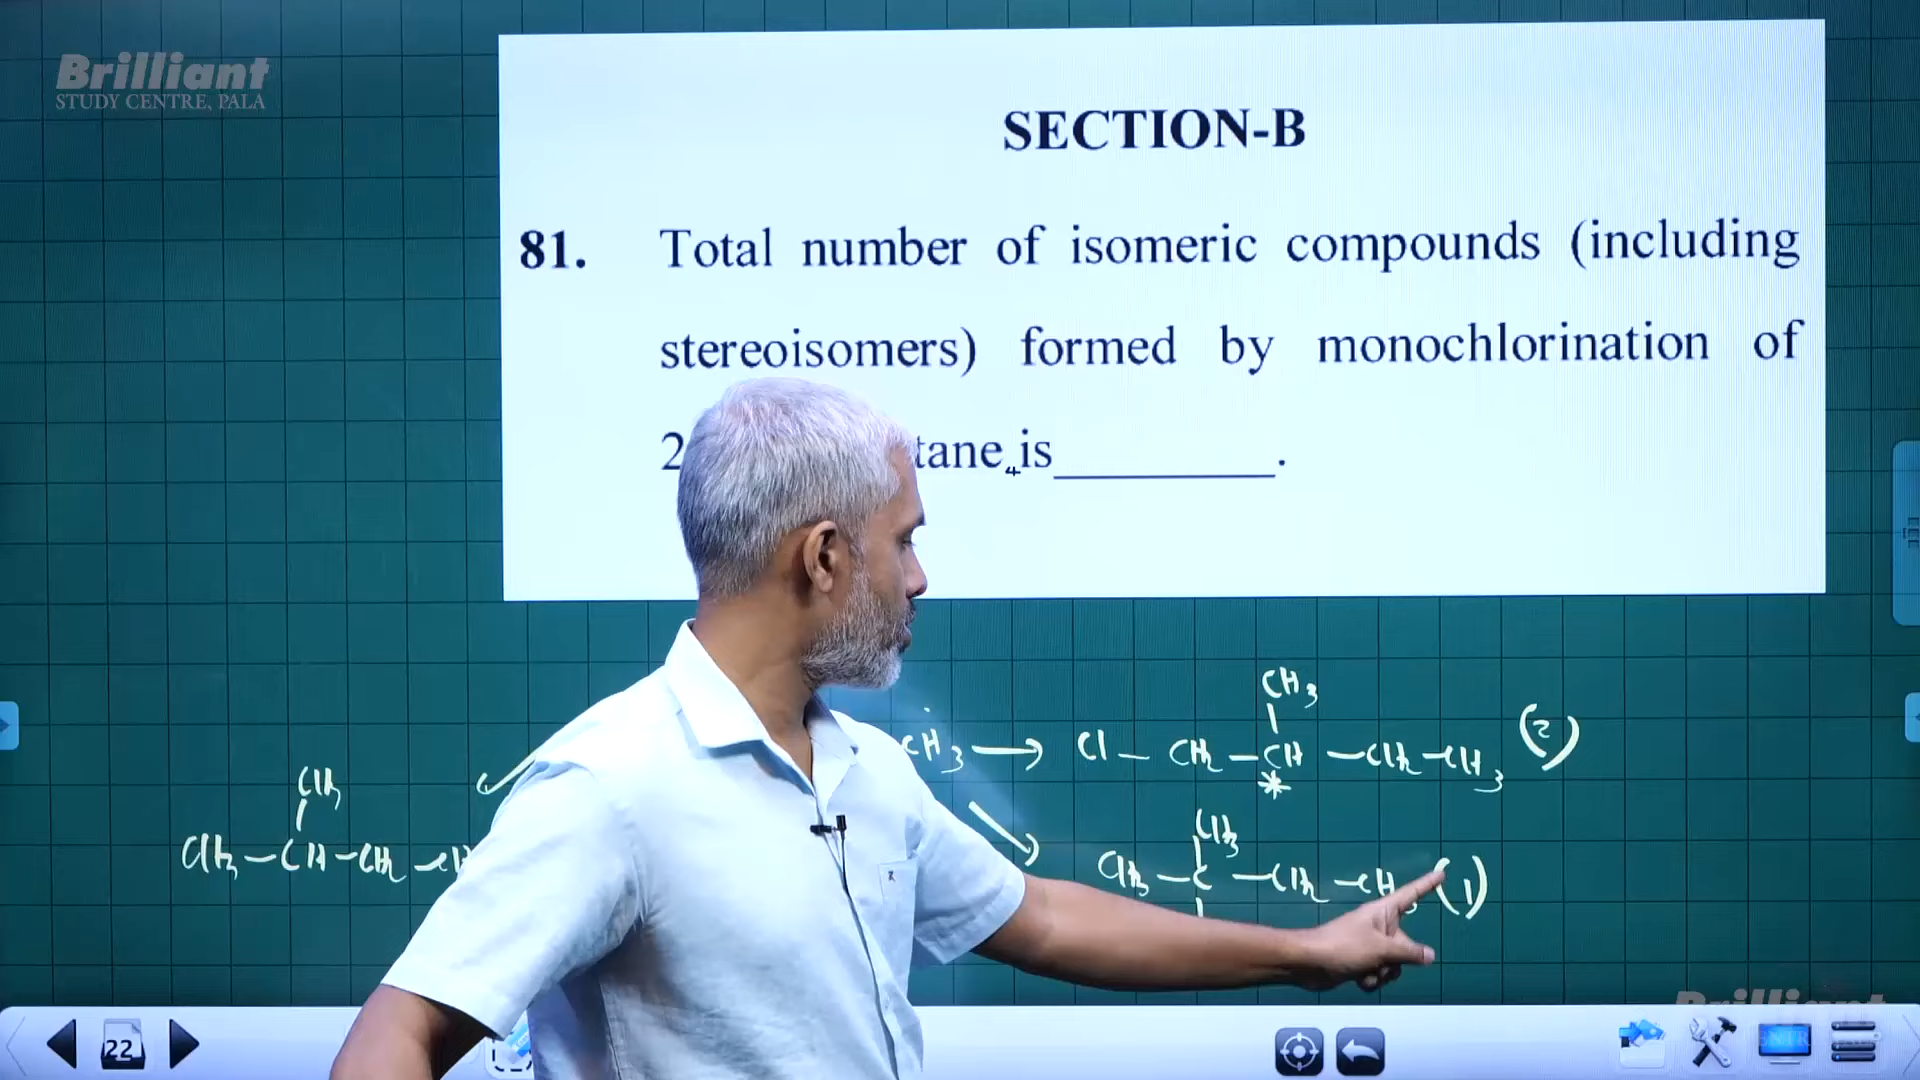 Brilliant
STUDY CENTRE, PALA
SECTION-B
81. Total number of isomeric compounds (including
stereoisomers) formed by monochlorination of
2 tane is ________.
CH3
CH3 → Cl — CH2 — CH — CH2 — CH3 (2)
*
CH3
CH3 — CH — CH2 — CH
CH3
CH3 — C — CH2 — CH3 (1)
22